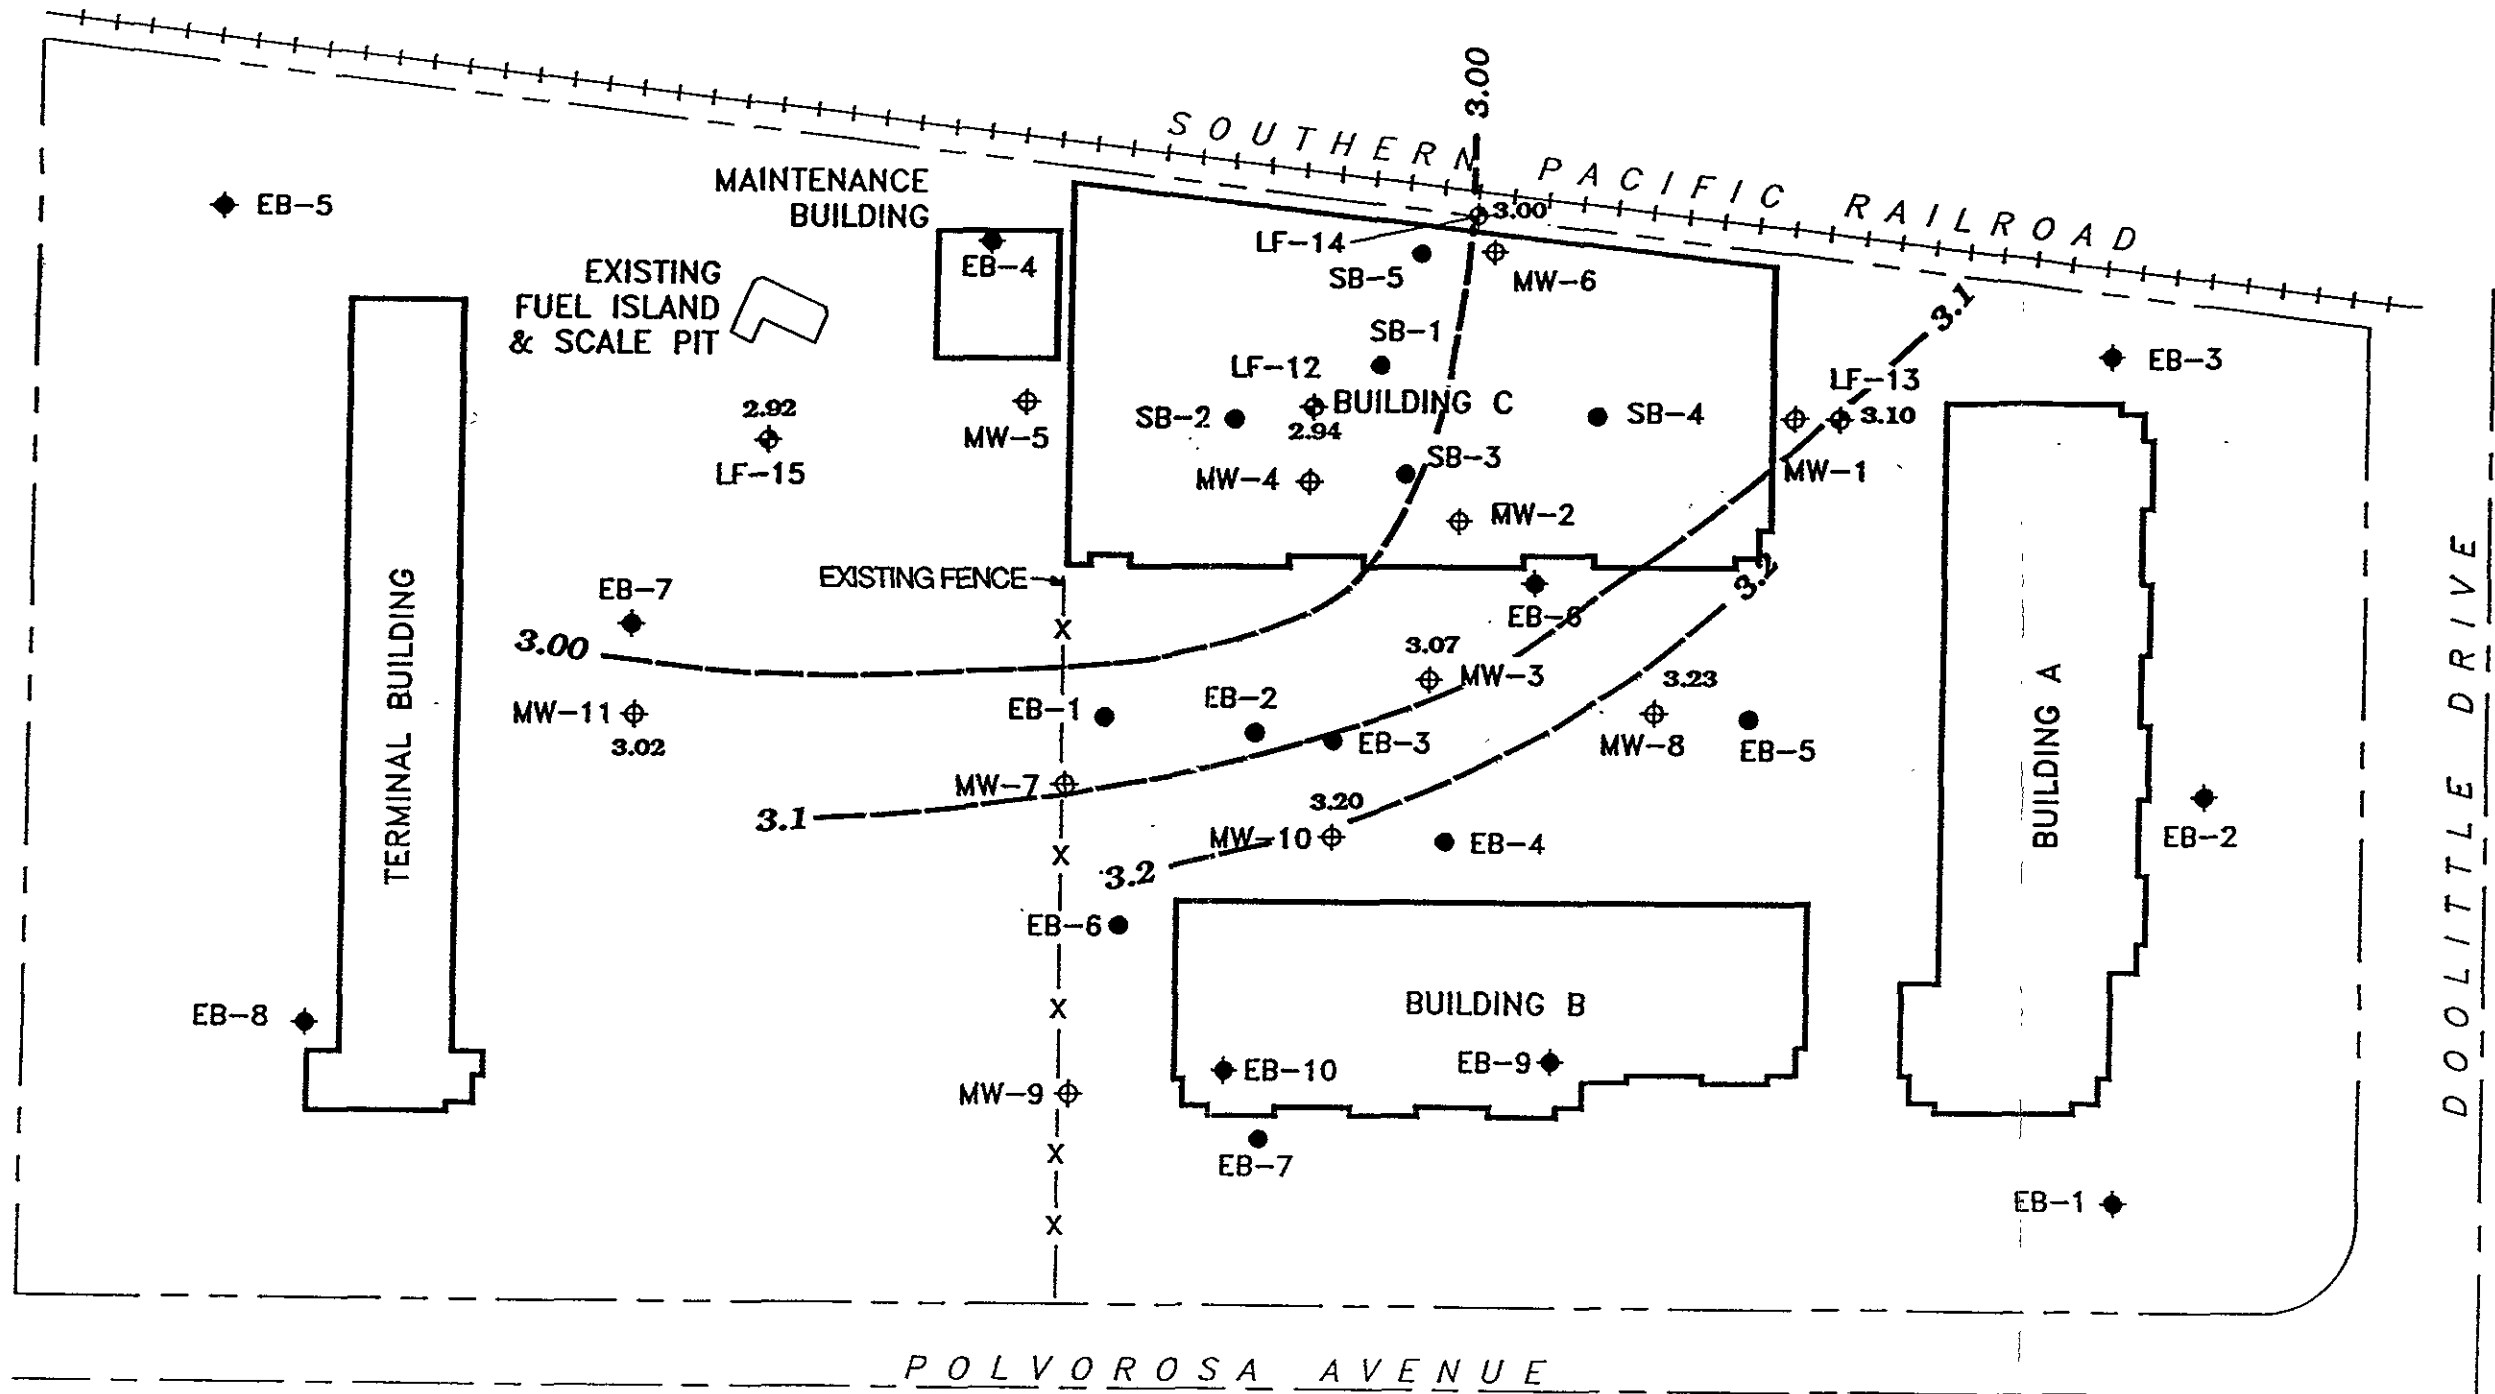 3.00
SOUTHERN PACIFIC RAILROAD
MAINTENANCE
BUILDING
EB-5
3.00
LF-14
EB-4
SB-5
MW-6
EXISTING
FUEL ISLAND
& SCALE PIT
3.1
SB-1
EB-3
LF-12
LF-13
BUILDING C
2.92
SB-2
SB-4
3.10
2.94
MW-5
SB-3
LF-15
MW-4
MW-1
MW-2
EXISTING FENCE
3.2
EB-7
X
EB-6
3.00
3.07
MW-3
3.23
TERMINAL BUILDING
MW-11
EB-1
EB-2
3.02
EB-3
MW-8
EB-5
BUILDING A
DOOLITTLE DRIVE
MW-7
3.1
3.20
MW-10
EB-4
EB-2
X
3.2
EB-6
BUILDING B
X
EB-8
EB-10
EB-9
MW-9
X
EB-7
EB-1
X
POLVOROSA AVENUE